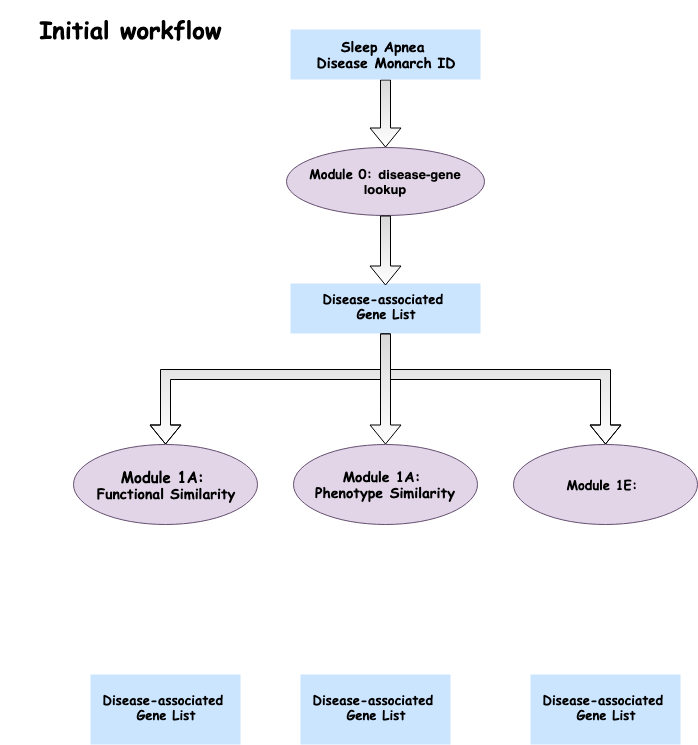 Initial workflow
Sleep Apnea
Disease Monarch ID
Module 0: disease-gene
lookup
Disease-associated
Gene List
Module 1A:
Functional Similarity
Module 1A:
Phenotype Similarity
Module 1E:
Disease-associated
Gene List
Disease-associated
Gene List
Disease-associated
Gene List